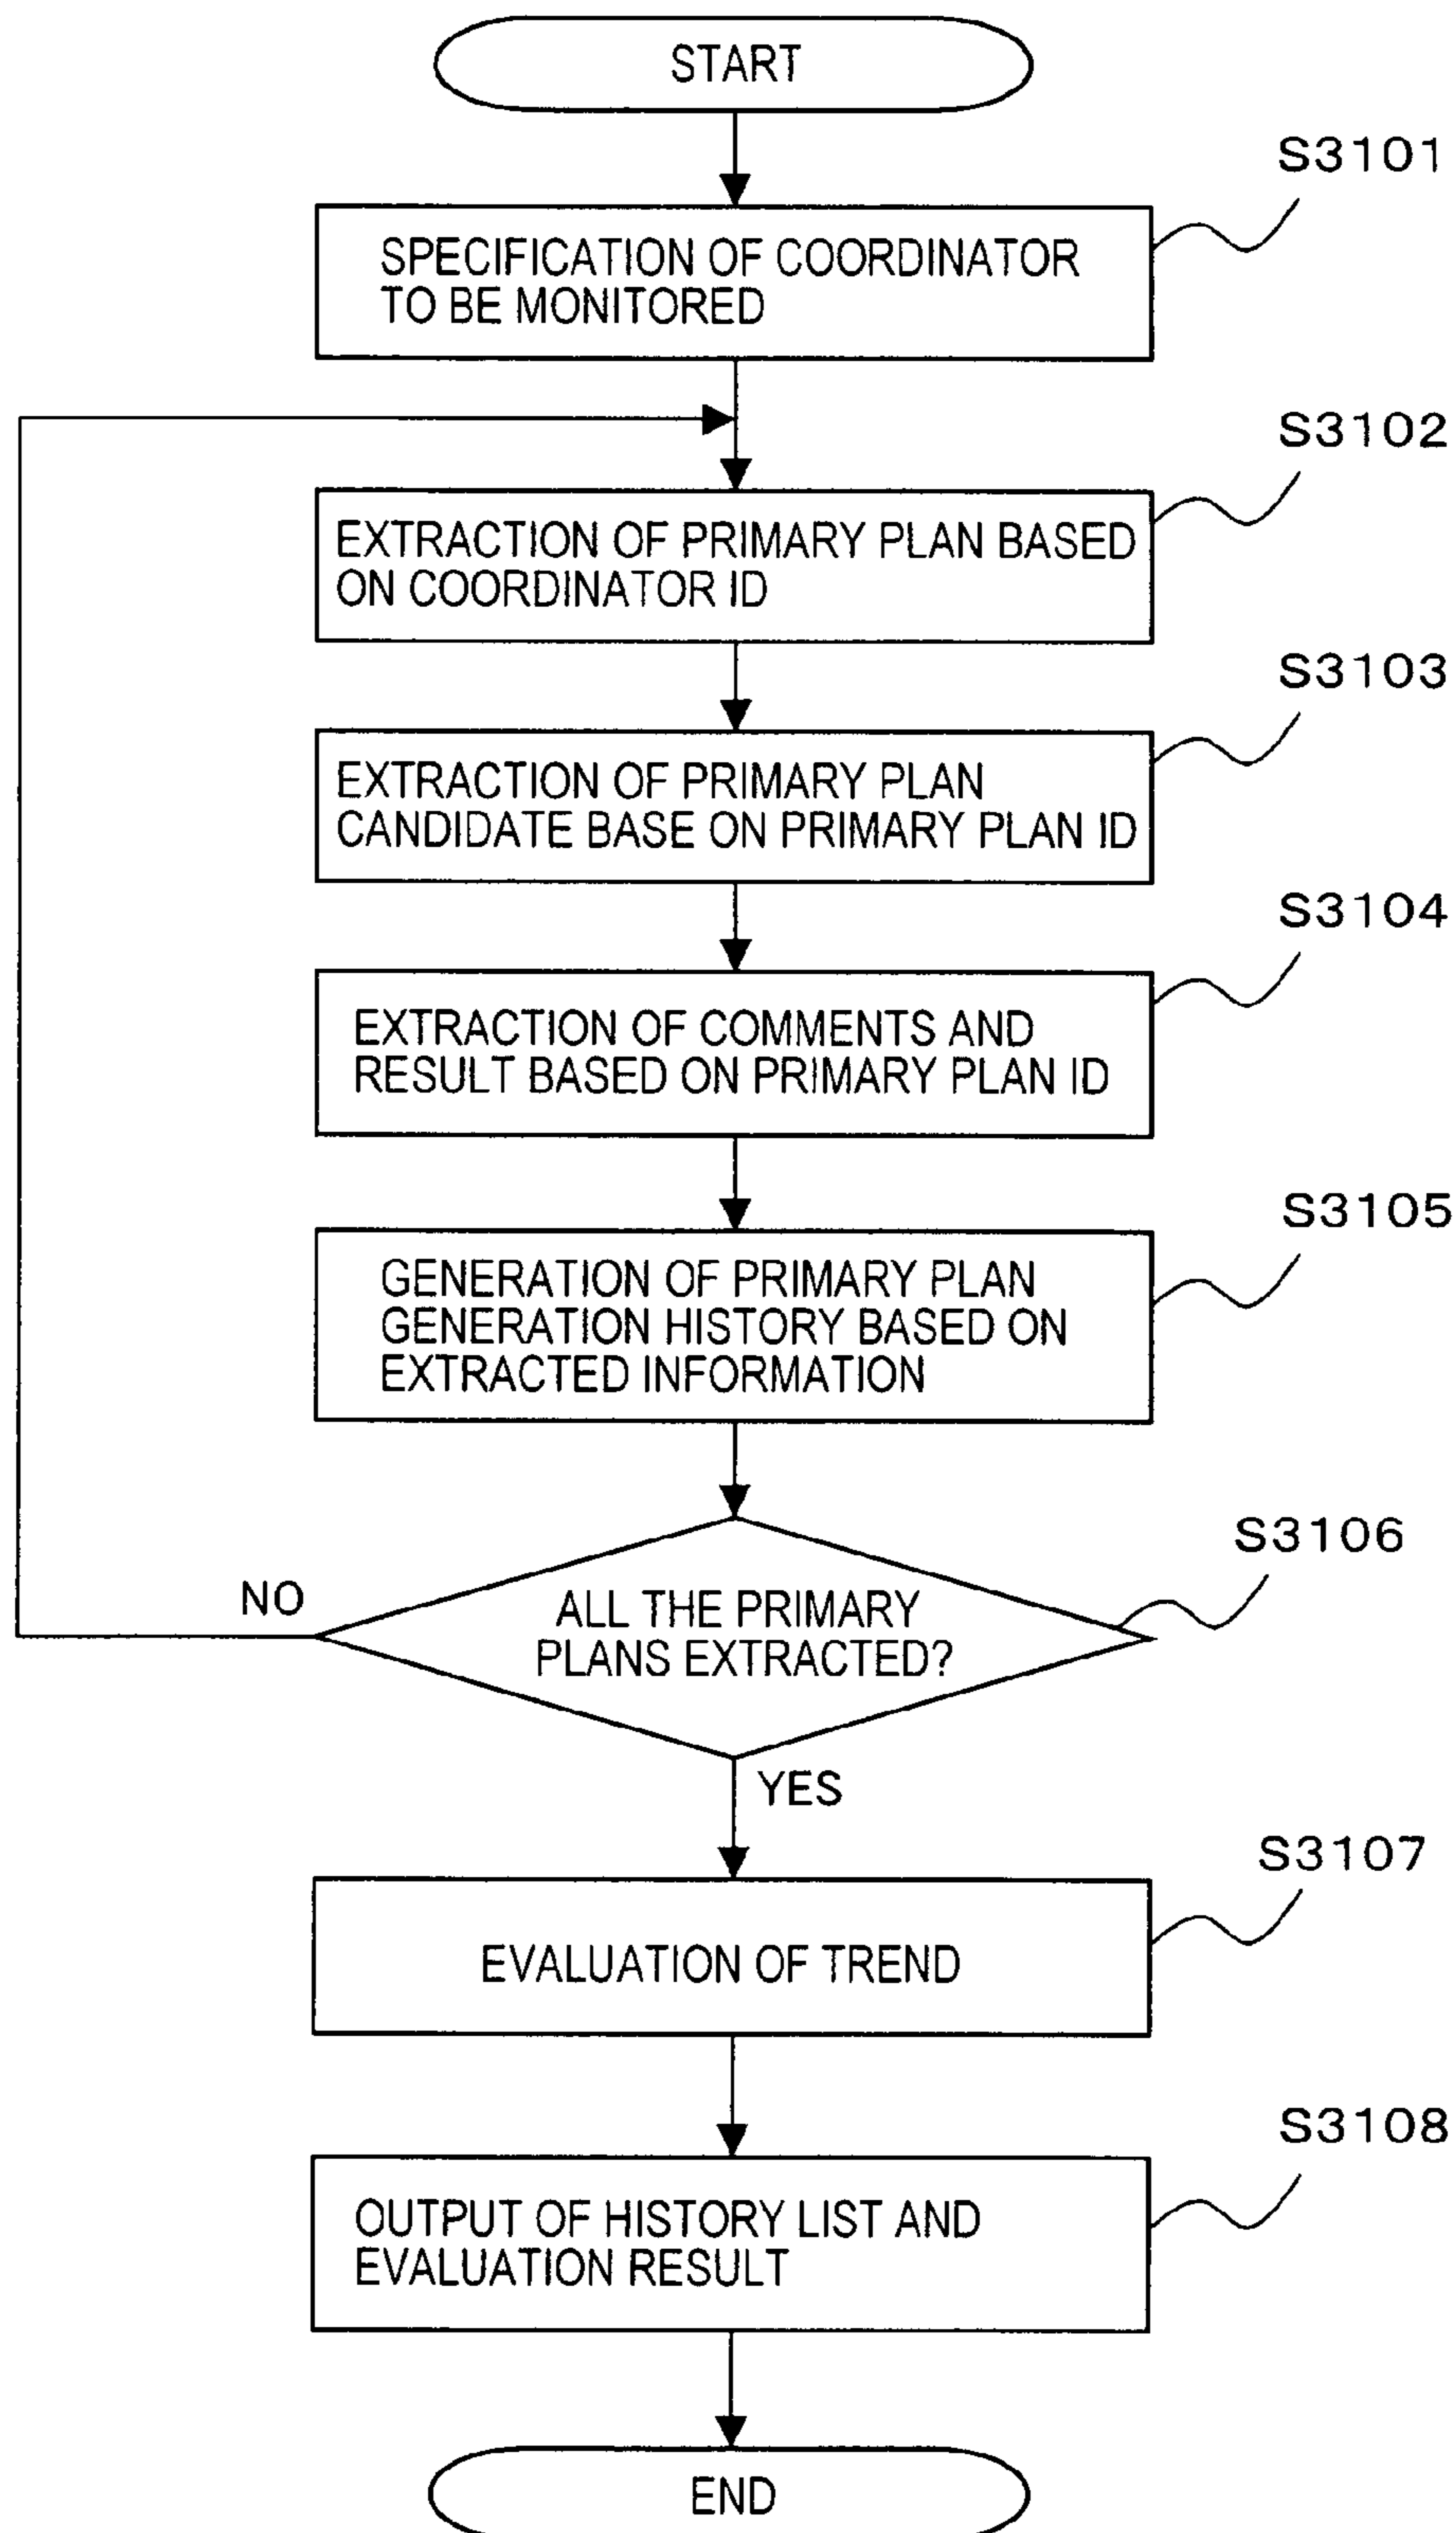 START
S3101
SPECIFICATION OF COORDINATOR
TO BE MONITORED
S3102
EXTRACTION OF PRIMARY PLAN BASED
ON COORDINATOR ID
S3103
EXTRACTION OF PRIMARY PLAN
CANDIDATE BASE ON PRIMARY PLAN ID
S3104
EXTRACTION OF COMMENTS AND
RESULT BASED ON PRIMARY PLAN ID
S3105
GENERATION OF PRIMARY PLAN
GENERATION HISTORY BASED ON
EXTRACTED INFORMATION
S3106
NO
ALL THE PRIMARY
PLANS EXTRACTED?
YES
S3107
EVALUATION OF TREND
S3108
OUTPUT OF HISTORY LIST AND
EVALUATION RESULT
END